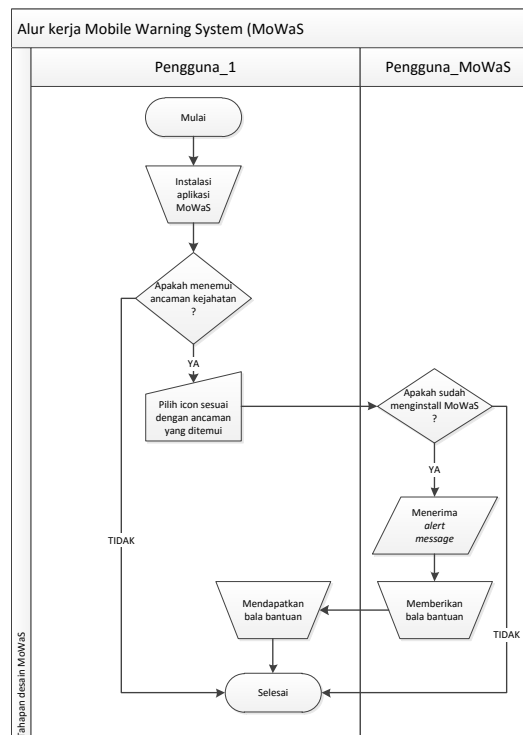 Alur kerja Mobile Warning System (MoWaS
Pengguna_1
Pengguna_MoWaS
Mulai
Instalasi
aplikasi
MoWaS
Apakah menemui
ancaman kejahatan
?
YA
Pilih icon sesuai
dengan ancaman
yang ditemui
Apakah sudah
menginstall MoWaS
?
YA
Menerima
alert
message
TIDAK
Mendapatkan
bala bantuan
Memberikan
bala bantuan
TIDAK
Selesai
Tahapan desain MoWaS